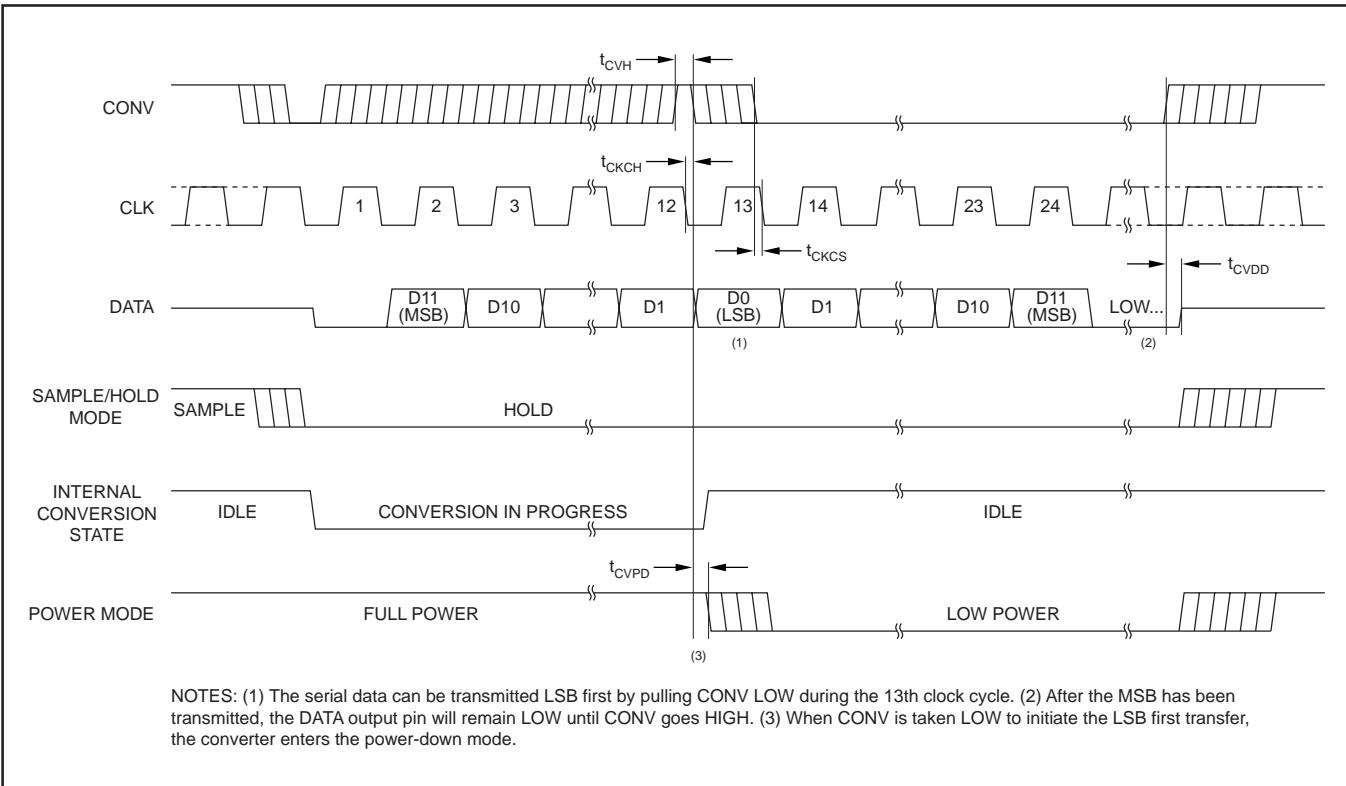 tCVH
CONV
tCKCH
CLK
1 2 3 12 13 14 23 24
tCKCS
tCVDD
DATA
D11 (MSB)
D10
D1
D0 (LSB)
D1
D10
D11 (MSB)
LOW...
(1)
(2)
SAMPLE/HOLD
MODE
SAMPLE
HOLD
INTERNAL
CONVERSION
STATE
IDLE
CONVERSION IN PROGRESS
IDLE
tCVPD
POWER MODE
FULL POWER
LOW POWER
(3)
NOTES: (1) The serial data can be transmitted LSB first by pulling CONV LOW during the 13th clock cycle. (2) After the MSB has been
transmitted, the DATA output pin will remain LOW until CONV goes HIGH. (3) When CONV is taken LOW to initiate the LSB first transfer,
the converter enters the power-down mode.